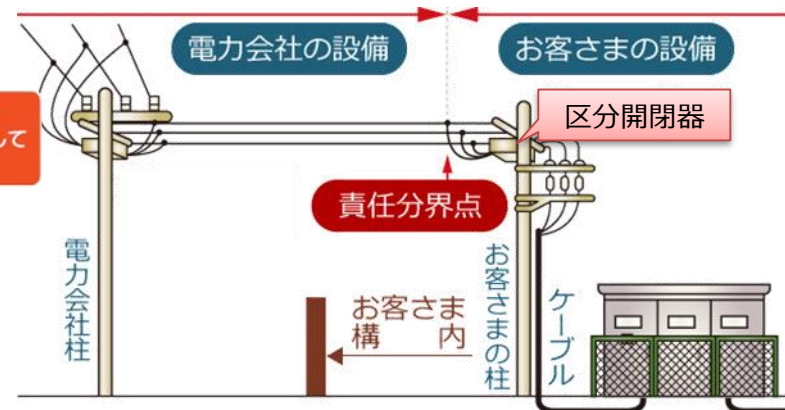 電力会社の設備
お客さまの設備
区分開閉器
して
責任分界点
電力会社柱
お客さま
構内
お客さまの柱
ケーブル